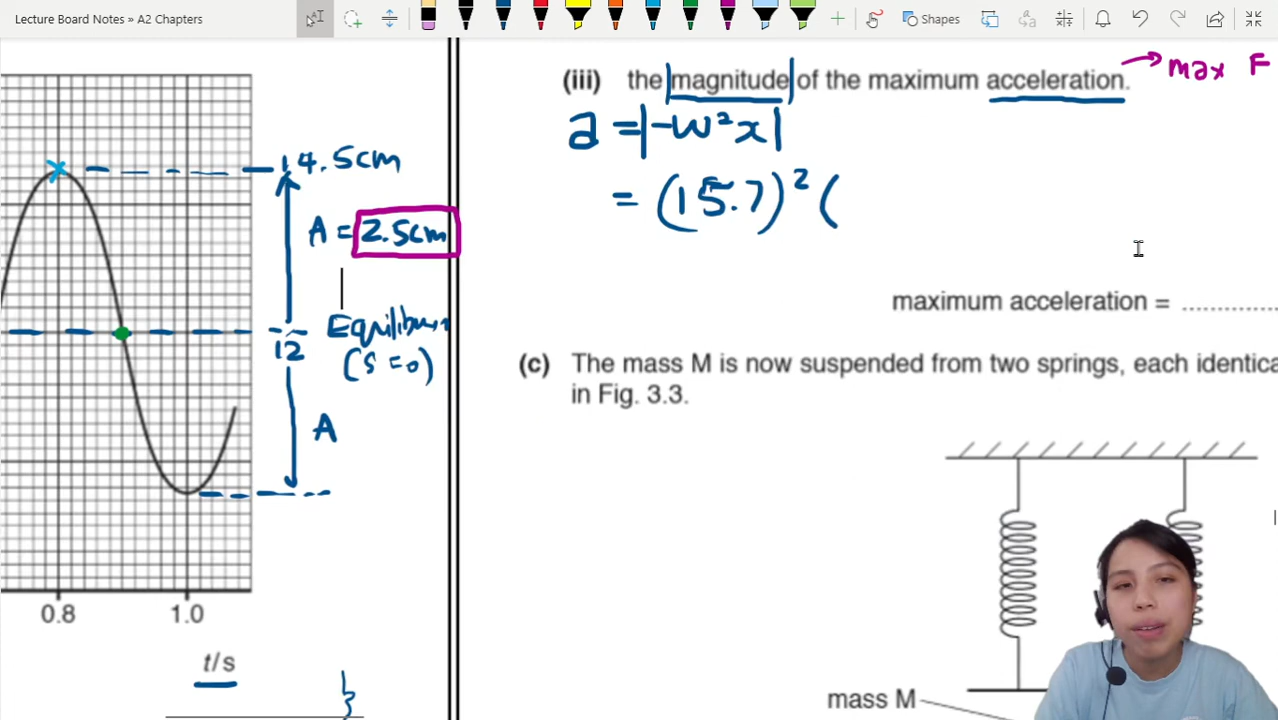 Lecture Board Notes » A2 Chapters
Shapes
(iii) the |magnitude| of the maximum acceleration. → max F
a = |-ω²x|
= (15.7)² (
14.5cm
A = 2.5cm
Equilibrium
12
(s = 0)
A
maximum acceleration =
(c) The mass M is now suspended from two springs, each
in Fig. 3.3.
0.8 1.0
t/s
mass M